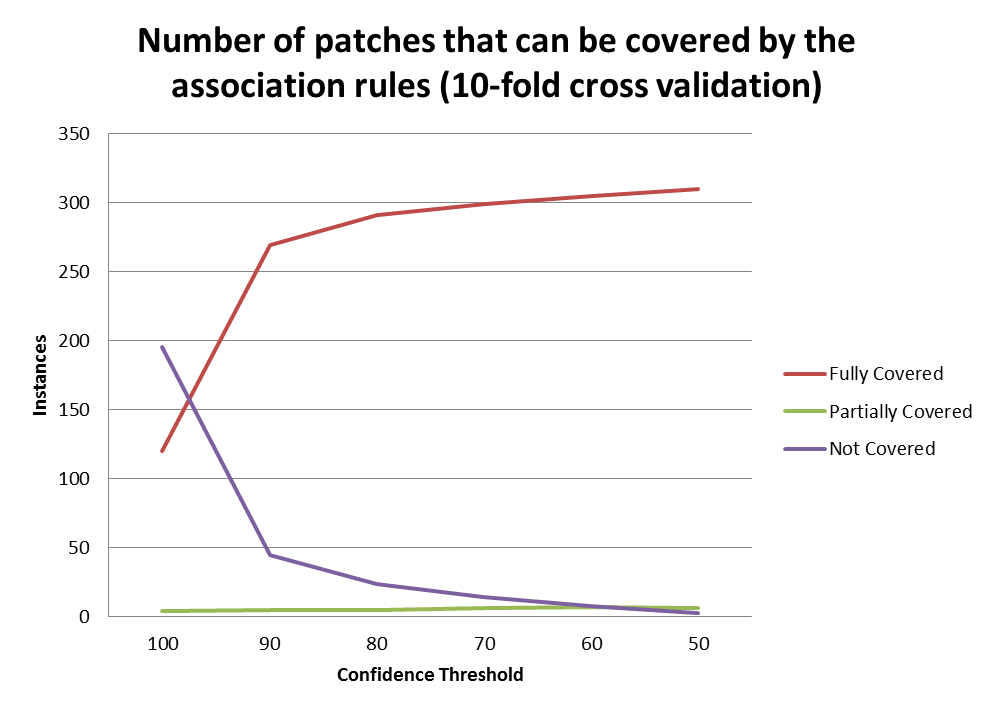 Number of patches that can be covered by the
association rules (10-fold cross validation)
350
300
250
200
150
100
50
0
Instances
100 90 80 70 60 50
Confidence Threshold
Fully Covered
Partially Covered
Not Covered